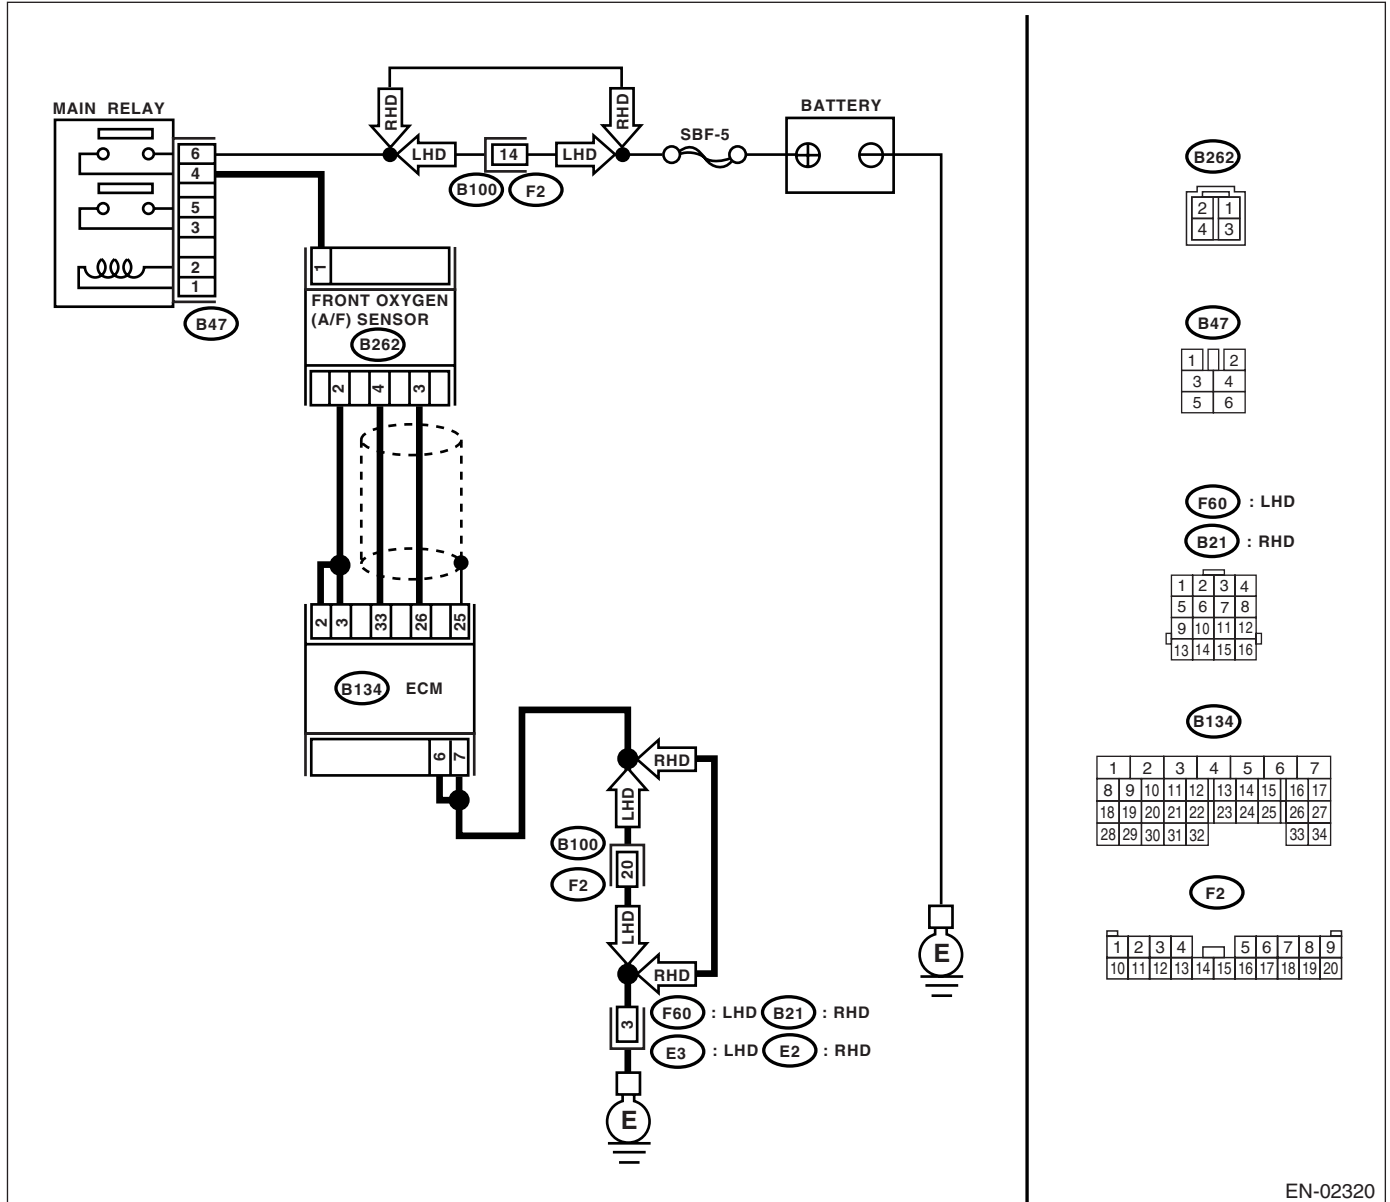 MAIN RELAY
6
4
5
3
2
1
B47
RHD
RHD
LHD
14
LHD
B100
F2
SBF-5
BATTERY
1
FRONT OXYGEN
(A/F) SENSOR
B262
2
4
3
2
3
33
26
25
B134
ECM
6
7
RHD
LHD
B100
20
F2
LHD
RHD
3
F60 : LHD B21 : RHD
E3 : LHD E2 : RHD
E
E
B262
2 1
4 3
B47
1 2
3 4
5 6
F60 : LHD
B21 : RHD
1 2 3 4
5 6 7 8
9 10 11 12
13 14 15 16
B134
1 2 3 4 5 6 7
8 9 10 11 12 13 14 15 16 17
18 19 20 21 22 23 24 25 26 27
28 29 30 31 32 33 34
F2
1 2 3 4 5 6 7 8 9
10 11 12 13 14 15 16 17 18 19 20
EN-02320